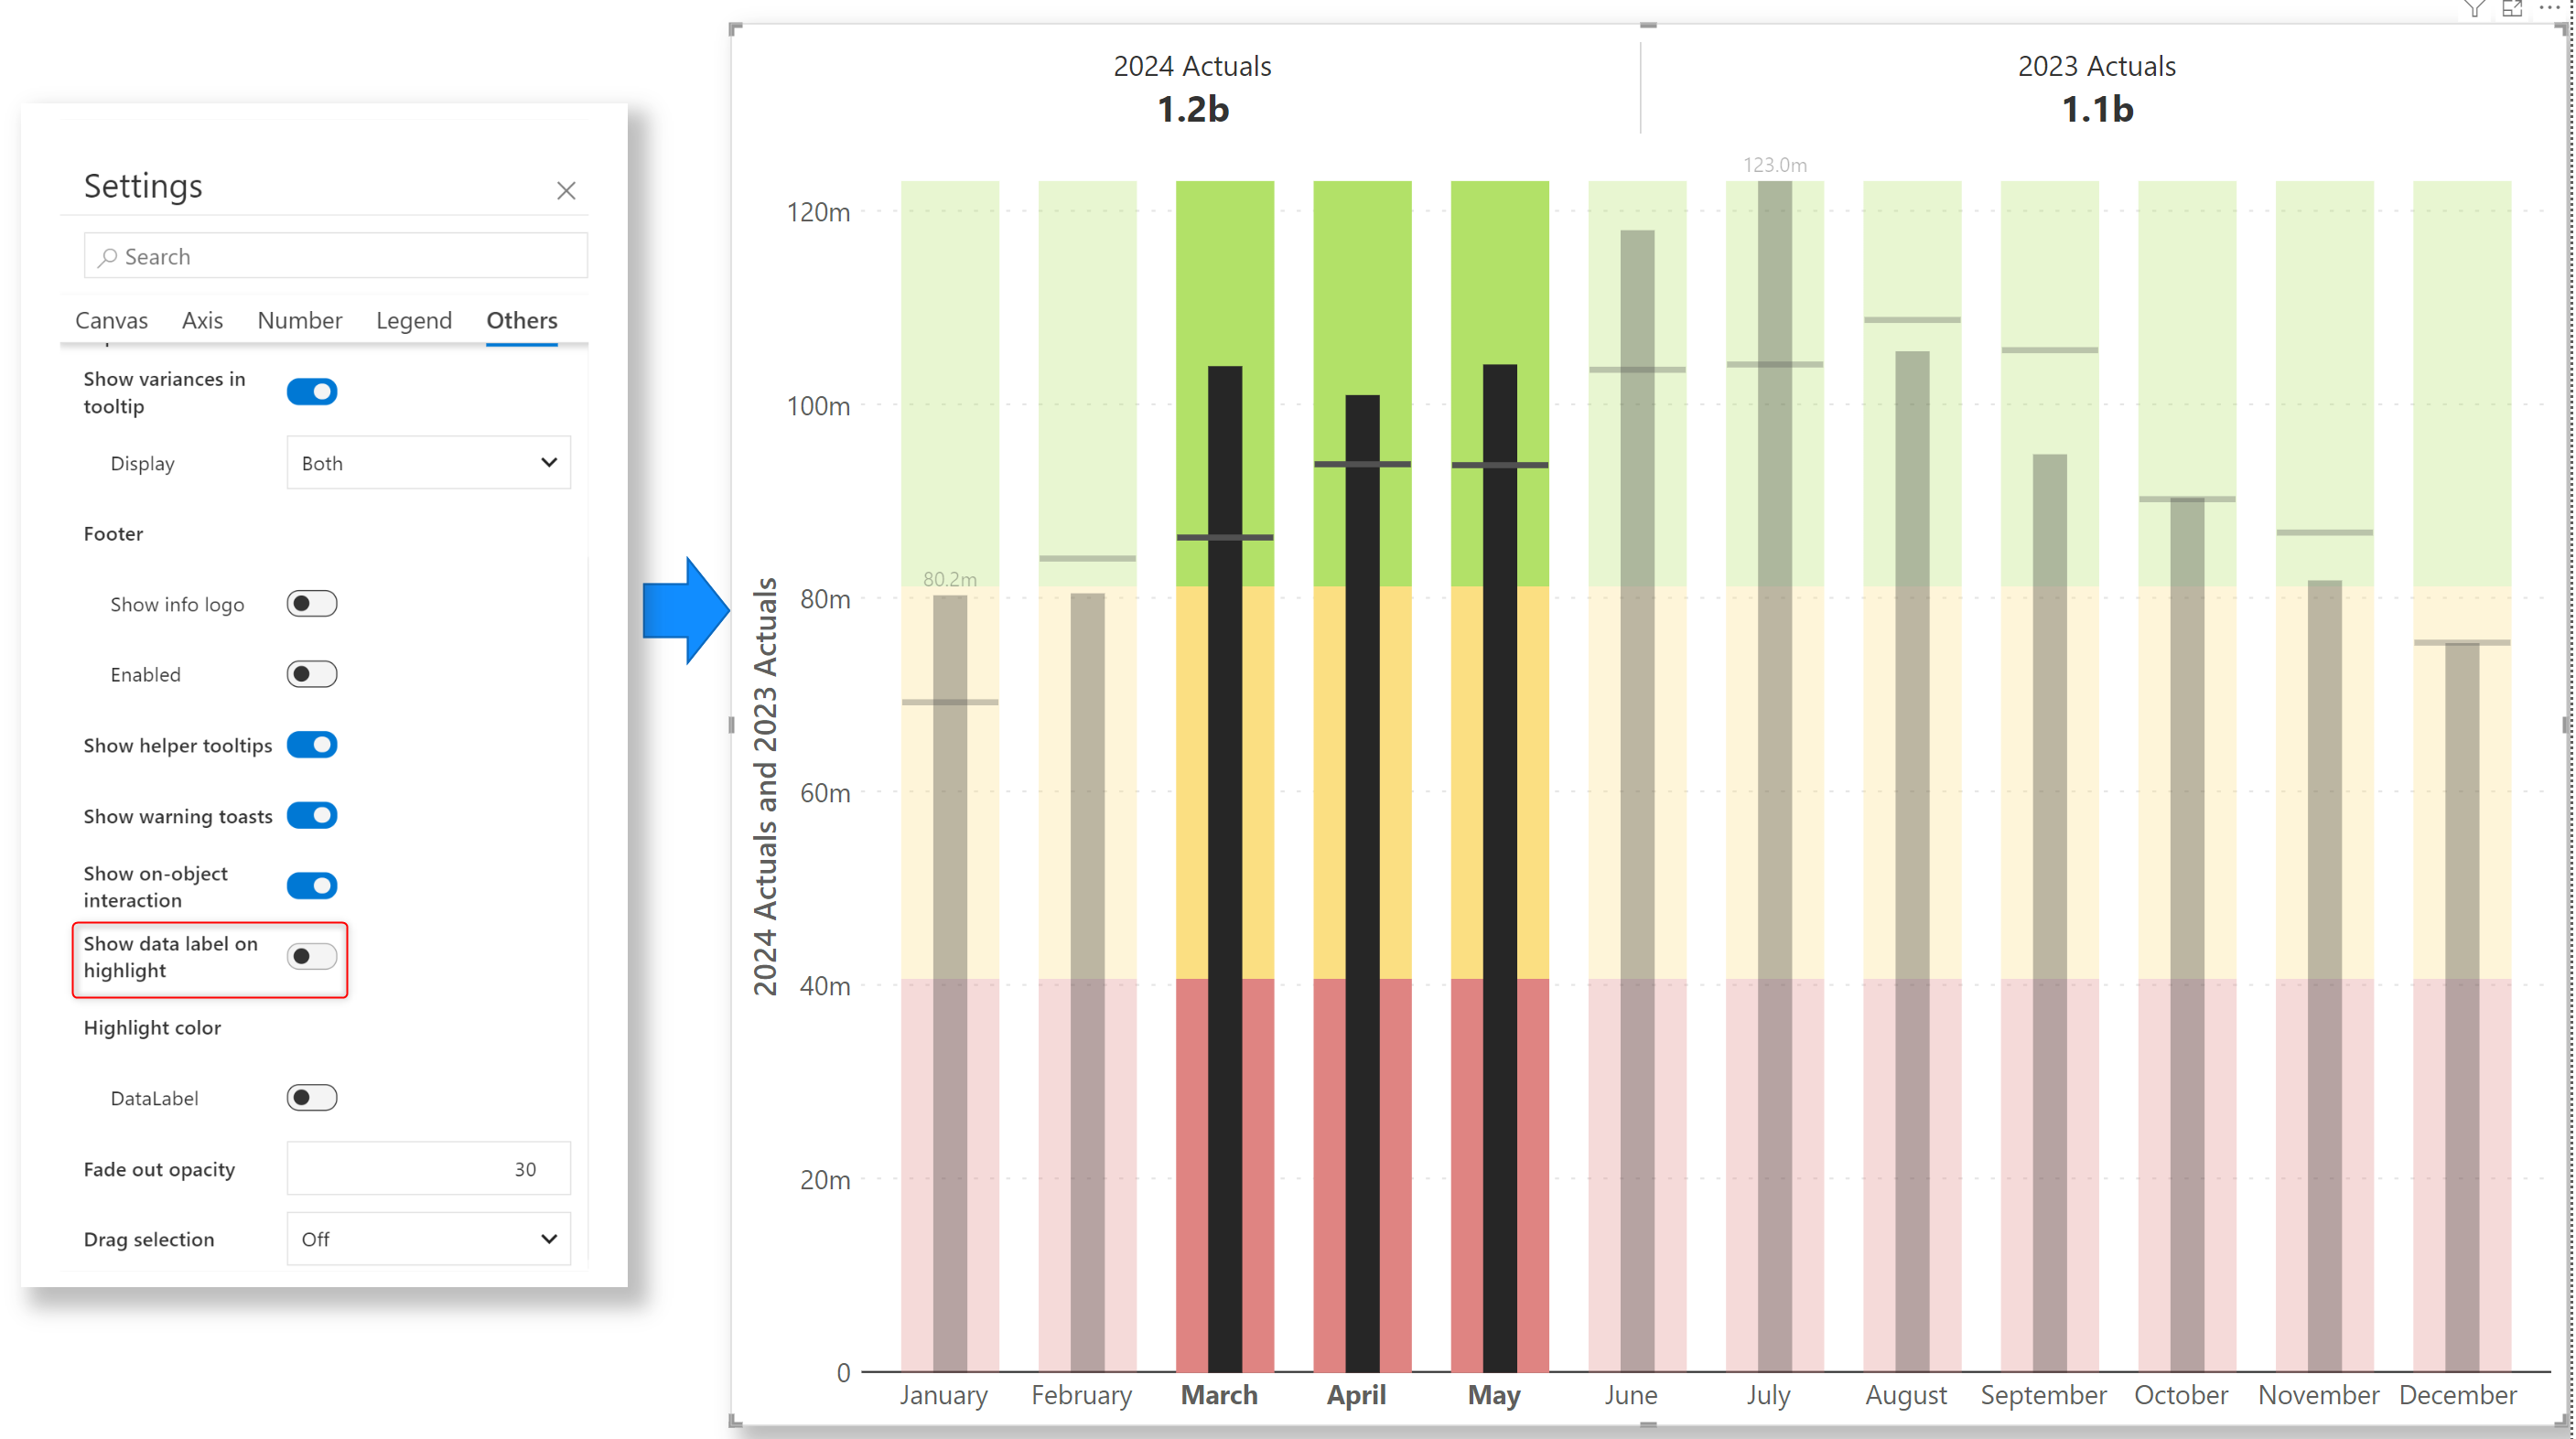 Settings
Search
Canvas Axis Number Legend Others
Show variances in
tooltip
Display Both
Footer
Show info logo
Enabled
Show helper tooltips
Show warning toasts
Show on-object
interaction
Show data label on
highlight
Highlight color
DataLabel
Fade out opacity 30
Drag selection Off
2024 Actuals
1.2b
2023 Actuals
1.1b
2024 Actuals and 2023 Actuals
120m
100m
80m
60m
40m
20m
0
80.2m
123.0m
January February March April May June July August September October November December